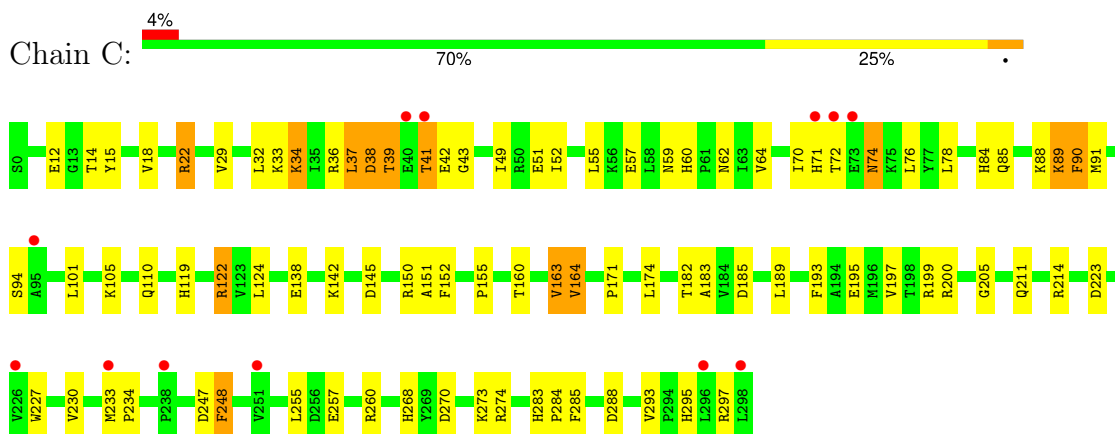 4%
Chain C:
70% 25% •
S0 E12 G13 T14 Y15 V18 R22 V29 L32 K33 K34 I35 R36 L37 D38 T39 E40 T41 E42 G43 I49 R50 E51 I52 L55 K56 E57 L58 N59 H60 P61 N62 I63 V64 I70 H71 T72 E73 N74 K75 L76 Y77 L78 H84 Q85 K88 K89 F90 M91
S94 A95 L101 K105 Q110 H119 R122 V123 L124 E138 K142 D145 R150 A151 F152 P155 T160 V163 V164 P171 L174 T182 A183 V184 D185 L189 F193 A194 E195 M196 V197 T198 R199 R200 G205 Q211 R214 D223
V226 W227 V230 M233 P234 P238 D247 F248 V251 L255 D256 E257 R260 H268 Y269 D270 K273 R274 H283 P284 F285 D288 V293 P294 H295 L296 R297 L298